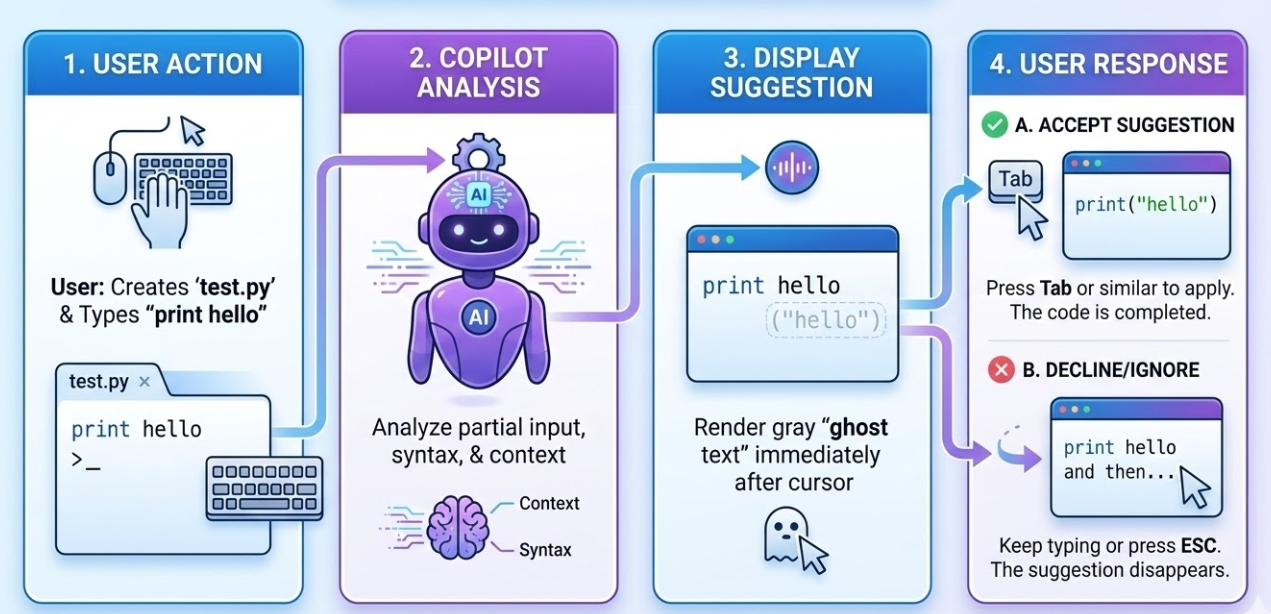 1. USER ACTION
User: Creates ‘test.py’
& Types “print hello”
test.py ×
print hello
>_
2. COPILOT
ANALYSIS
AI
AI
Analyze partial input,
syntax, & context
Context
Syntax
3. DISPLAY
SUGGESTION
print hello
("hello")
Render gray “ghost
text” immediately
after cursor
4. USER RESPONSE
A. ACCEPT SUGGESTION
Tab
print("hello")
Press Tab or similar to apply.
The code is completed.
B. DECLINE/IGNORE
print hello
and then...
Keep typing or press ESC.
The suggestion disappears.